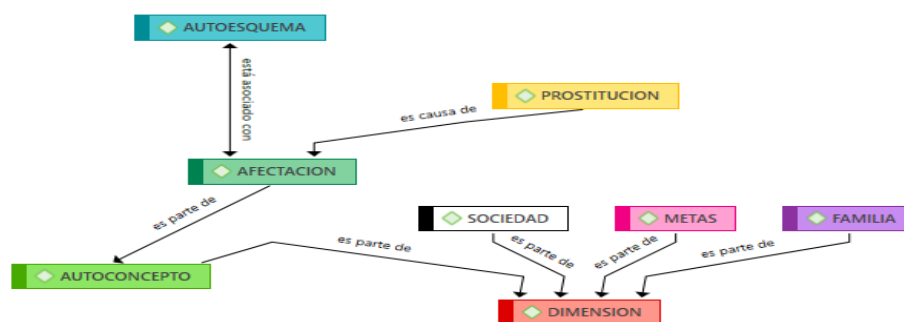 AUTOESQUEMA
está asociado con
PROSTITUCION
es causa de
AFECTACION
es parte de
SOCIEDAD
METAS
FAMILIA
es parte de
es parte de
es parte de
es parte de
AUTOCONCEPTO
DIMENSION